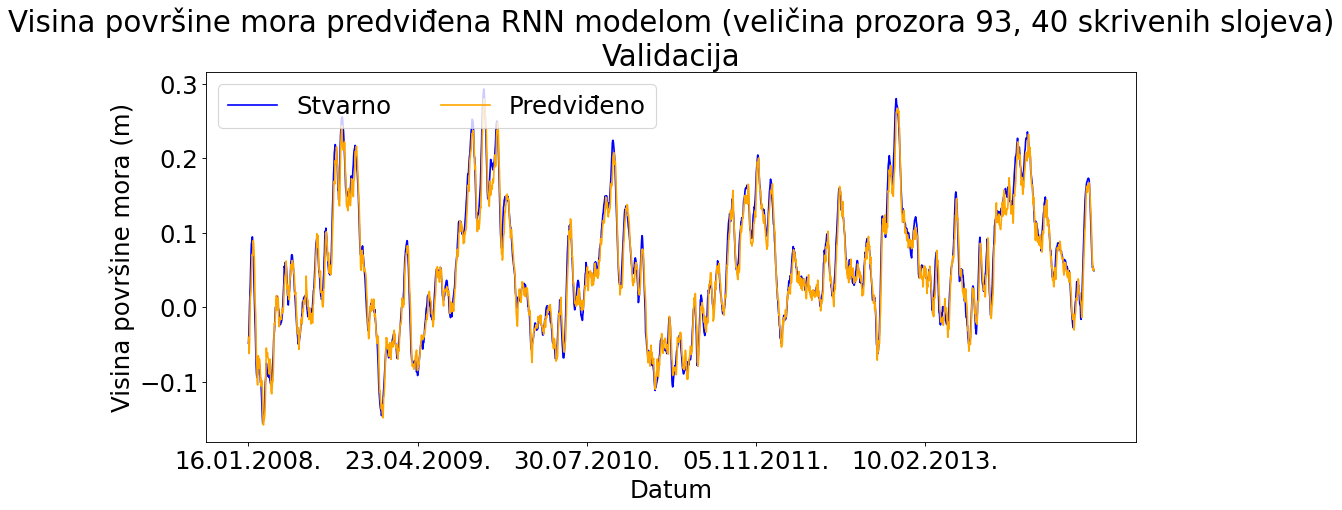 Visina površine mora predviđena RNN modelom (veličina prozora 93, 40 skrivenih slojeva)
Validacija
Stvarno Predviđeno
Visina površine mora (m)
0.3
0.2
0.1
0.0
−0.1
16.01.2008. 23.04.2009. 30.07.2010. 05.11.2011. 10.02.2013.
Datum